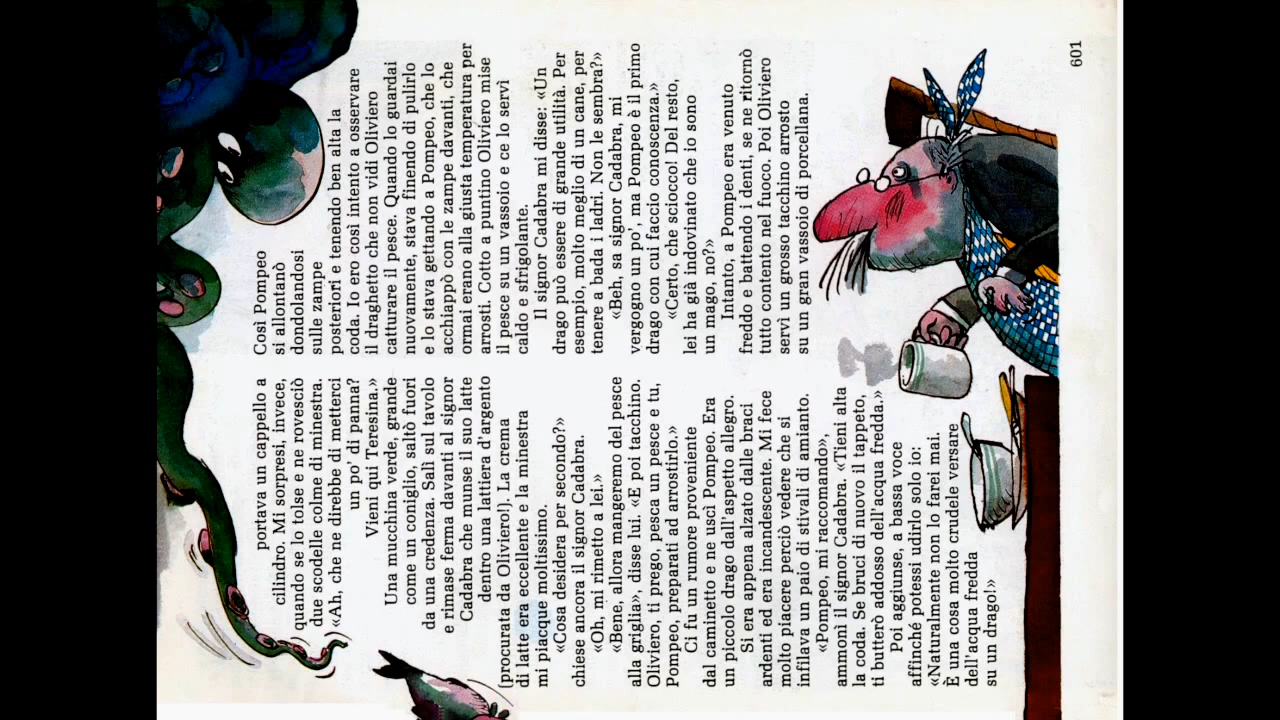 portava un cappello a
cilindro. Mi sorpresi, invece,
quando se lo tolse e ne rovesciò
due scodelle colme di minestra.
«Ah, che ne direbbe di metterci
un po' di panna?
Vieni qui Teresina.»
Una mucchina verde, grande
come un coniglio, saltò fuori
da una credenza. Salì sul tavolo
e rimase ferma davanti al signor
Cadabra che munse il suo latte
dentro una lattiera d'argento
(procurata da Oliviero!). La crema
di latte era eccellente e la minestra
mi piacque moltissimo.
«Cosa desidera per secondo?»
chiese ancora il signor Cadabra.
«Oh, mi rimetto a lei.»
«Bene, allora mangeremo del pesce
alla griglia», disse lui. «E poi tacchino.
Oliviero, ti prego, pesca un pesce e tu,
Pompeo, preparati ad arrostirlo.»
Ci fu un rumore proveniente
dal caminetto e ne uscì Pompeo. Era
un piccolo drago dall'aspetto allegro.
Si era appena alzato dalle braci
ardenti ed era incandescente. Mi fece
molto piacere perciò vedere che si
infilava un paio di stivali di amianto.
«Pompeo, mi raccomando»,
ammonì il signor Cadabra. «Tieni alta
la coda. Se bruci di nuovo il tappeto,
ti butterò addosso dell'acqua fredda.»
Poi aggiunse, a bassa voce
affinché potessi udirlo solo io:
«Naturalmente non lo farei mai.
È una cosa molto crudele versare
dell'acqua fredda
su un drago!»
Così Pompeo
si allontanò
dondolandosi
sulle zampe
posteriori e tenendo ben alta la
coda. Io ero così intento a osservare
il draghetto che non vidi Oliviero
catturare il pesce. Quando lo guardai
nuovamente, stava finendo di pulirlo
e lo stava gettando a Pompeo, che lo
acchiappò con le zampe davanti, che
ormai erano alla giusta temperatura per
arrosti. Cotto a puntino Oliviero mise
il pesce su un vassoio e ce lo servì
caldo e sfrigolante.
Il signor Cadabra mi disse: «Un
drago può essere di grande utilità. Per
esempio, molto meglio di un cane, per
tenere a bada i ladri. Non le sembra?»
«Beh, sa signor Cadabra, mi
vergogno un po', ma Pompeo è il primo
drago con cui faccio conoscenza.»
«Certo, che sciocco! Del resto,
lei ha già indovinato che io sono
un mago, no?»
Intanto, a Pompeo era venuto
freddo e battendo i denti, se ne ritornò
tutto contento nel fuoco. Poi Oliviero
servì un grosso tacchino arrosto
su un gran vassoio di porcellana.
601